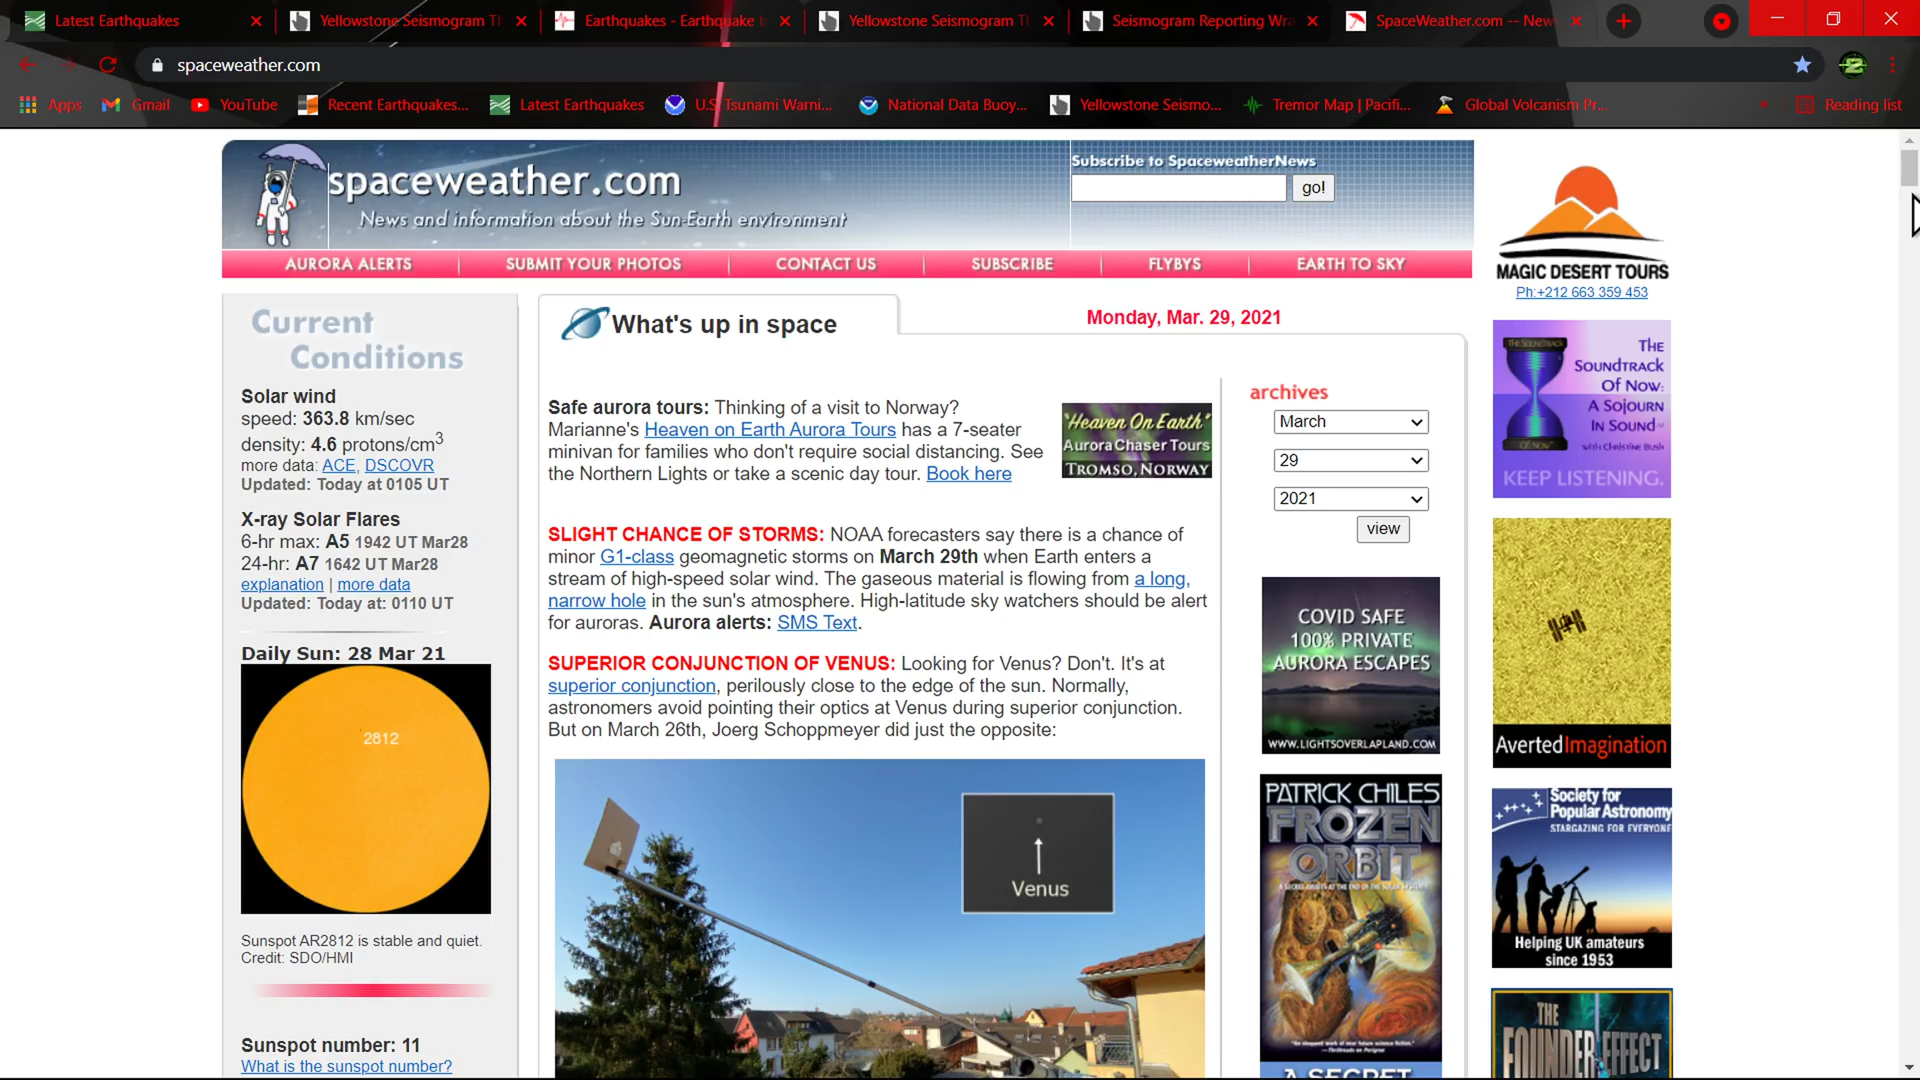 Latest Earthquakes
Yellowstone Seismogram Th
Earthquakes - Earthquake t
Yellowstone Seismogram Th
Seismogram Reporting Wra
SpaceWeather.com -- New
spaceweather.com
Apps
Gmail
YouTube
Recent Earthquakes...
Latest Earthquakes
U.S. Tsunami Warni...
National Data Buoy...
Yellowstone Seismo...
Tremor Map | Pacifi...
Global Volcanism Pr...
Reading list
spaceweather.com
News and information about the Sun-Earth environment
Subscribe to SpaceweatherNews
go!
AURORA ALERTS
SUBMIT YOUR PHOTOS
CONTACT US
SUBSCRIBE
FLYBYS
EARTH TO SKY
Current
Conditions
Solar wind
speed: 363.8 km/sec
density: 4.6 protons/cm3
more data: ACE, DSCOVR
Updated: Today at 0105 UT
X-ray Solar Flares
6-hr max: A5 1942 UT Mar28
24-hr: A7 1642 UT Mar28
explanation | more data
Updated: Today at: 0110 UT
Daily Sun: 28 Mar 21
2812
Sunspot AR2812 is stable and quiet.
Credit: SDO/HMI
Sunspot number: 11
What is the sunspot number?
What's up in space
Monday, Mar. 29, 2021
Safe aurora tours: Thinking of a visit to Norway?
Marianne's Heaven on Earth Aurora Tours has a 7-seater
minivan for families who don't require social distancing. See
the Northern Lights or take a scenic day tour. Book here
"Heaven On Earth"
Aurora Chaser Tours
TROMSO, NORWAY
SLIGHT CHANCE OF STORMS: NOAA forecasters say there is a chance of
minor G1-class geomagnetic storms on March 29th when Earth enters a
stream of high-speed solar wind. The gaseous material is flowing from a long,
narrow hole in the sun's atmosphere. High-latitude sky watchers should be alert
for auroras. Aurora alerts: SMS Text.
SUPERIOR CONJUNCTION OF VENUS: Looking for Venus? Don't. It's at
superior conjunction, perilously close to the edge of the sun. Normally,
astronomers avoid pointing their optics at Venus during superior conjunction.
But on March 26th, Joerg Schoppmeyer did just the opposite:
Venus
archives
March
29
2021
view
COVID SAFE
100% PRIVATE
AURORA ESCAPES
WWW.LIGHTSOVERLAPLAND.COM
PATRICK CHILES
FROZEN
ORBIT
A SECRET AWAITS AT THE END OF THE SOLAR SYSTEM
A SECRET
MAGIC DESERT TOURS
Ph:+212 663 359 453
THE SOUNDTRACK
OF NOW
THE
SOUNDTRACK
OF NOW:
A SOJOURN
IN SOUND
with Christine Bush
KEEP LISTENING.
AvertedImagination
Society for
Popular Astronomy
STARGAZING FOR EVERYONE
Helping UK amateurs
since 1953
THE
FOUNDER EFFECT